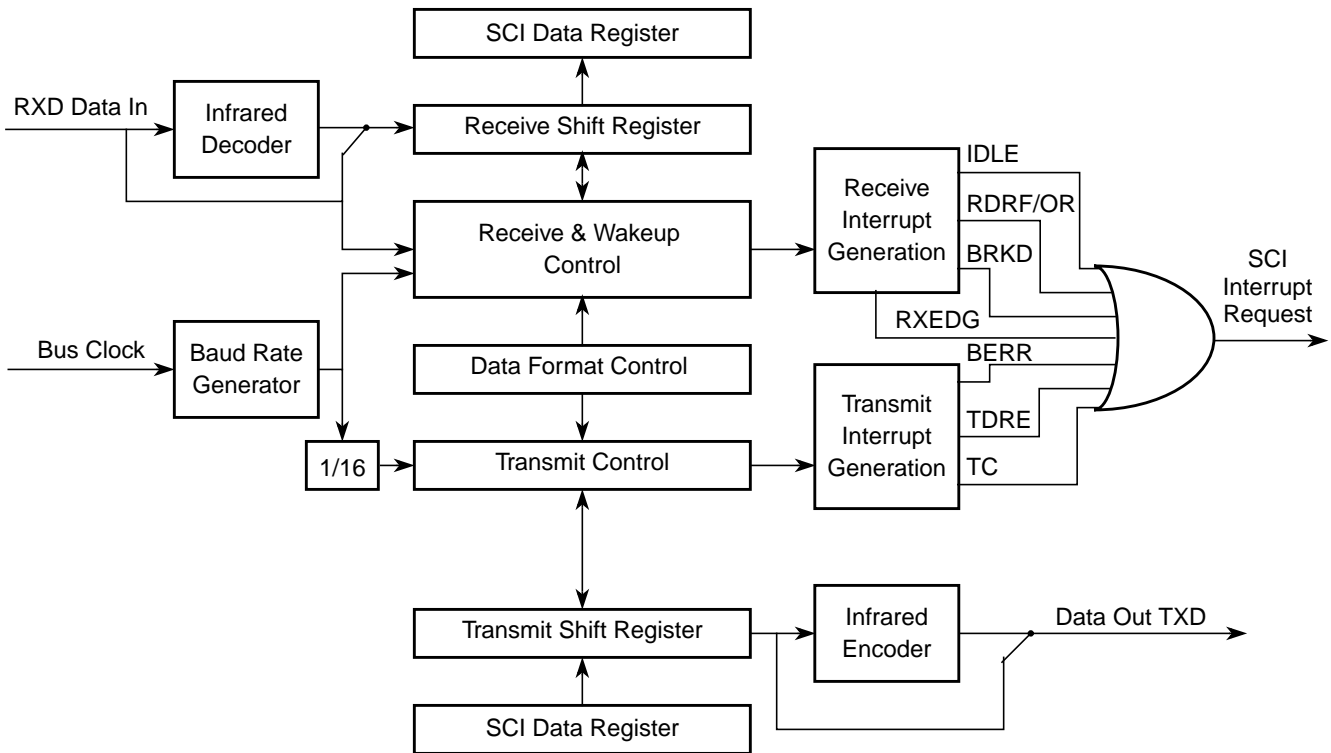 SCI Data Register
RXD Data In
Infrared
Decoder
Receive Shift Register
Receive & Wakeup
Control
Receive
Interrupt
Generation
IDLE
RDRF/OR
BRKD
RXEDG
SCI
Interrupt
Request
Bus Clock
Baud Rate
Generator
Data Format Control
BERR
1/16
Transmit Control
Transmit
Interrupt
Generation
TDRE
TC
Transmit Shift Register
Infrared
Encoder
Data Out TXD
SCI Data Register